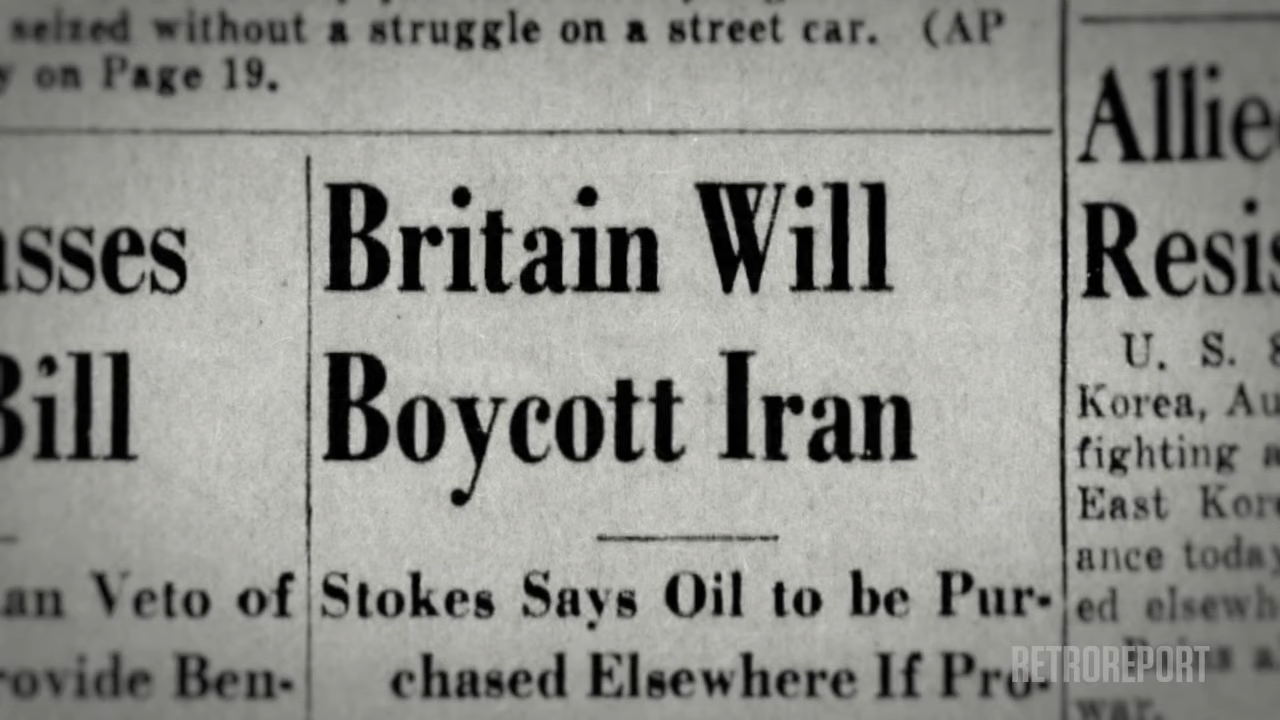 seized without a struggle on a street car. (AP
on Page 19.
asses
Bill
an Veto of
rovide Ben-
Britain Will
Boycott Iran
Stokes Says Oil to be Pur-
chased Elsewhere If Pro-
Allie
Resis
U. S.
Korea, Au
fighting a
East Kor
ance today
ed elsewh
war.
RETROREPORT